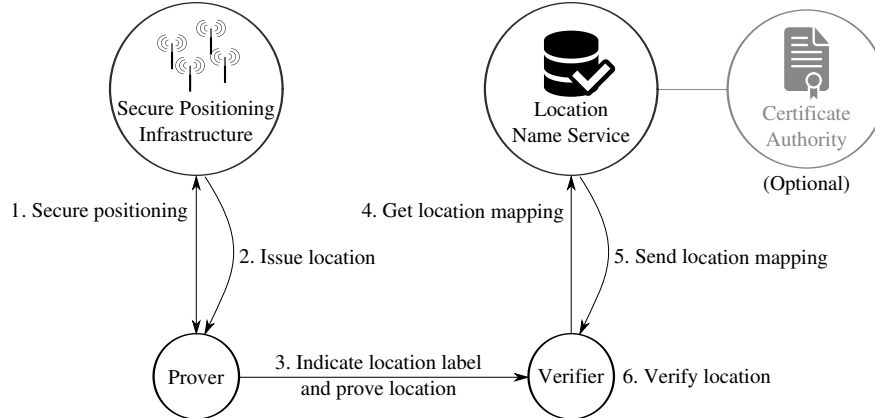 Secure Positioning
Infrastructure
Location
Name Service
Certificate
Authority
(Optional)
1. Secure positioning
2. Issue location
4. Get location mapping
5. Send location mapping
Prover
3. Indicate location label
and prove location
Verifier
6. Verify location